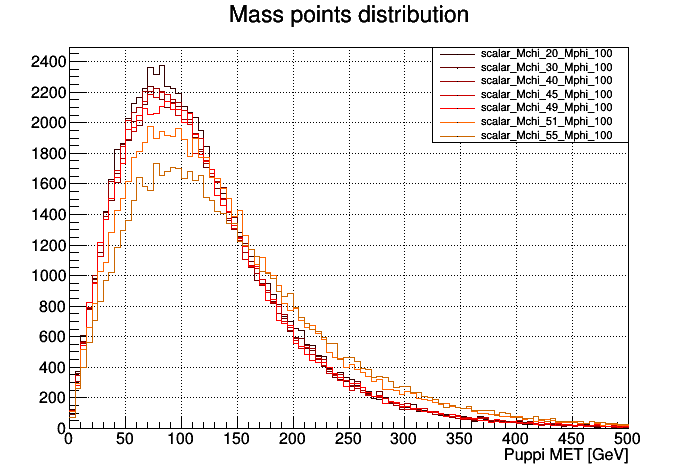 Mass points distribution
scalar_Mchi_20_Mphi_100
scalar_Mchi_30_Mphi_100
scalar_Mchi_40_Mphi_100
scalar_Mchi_45_Mphi_100
scalar_Mchi_49_Mphi_100
scalar_Mchi_51_Mphi_100
scalar_Mchi_55_Mphi_100
2400
2200
2000
1800
1600
1400
1200
1000
800
600
400
200
0
0 50 100 150 200 250 300 350 400 450 500
Puppi MET [GeV]